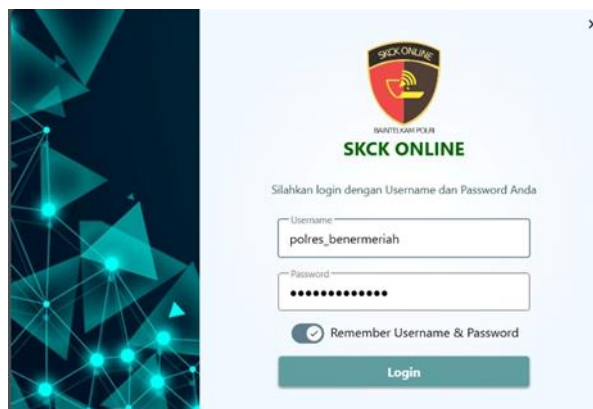 SKCK ONLINE
BAINTELKAM POLRI
SKCK ONLINE
Silahkan login dengan Username dan Password Anda
Username
polres_benermeriah
Password
•••••••••••••
Remember Username & Password
Login